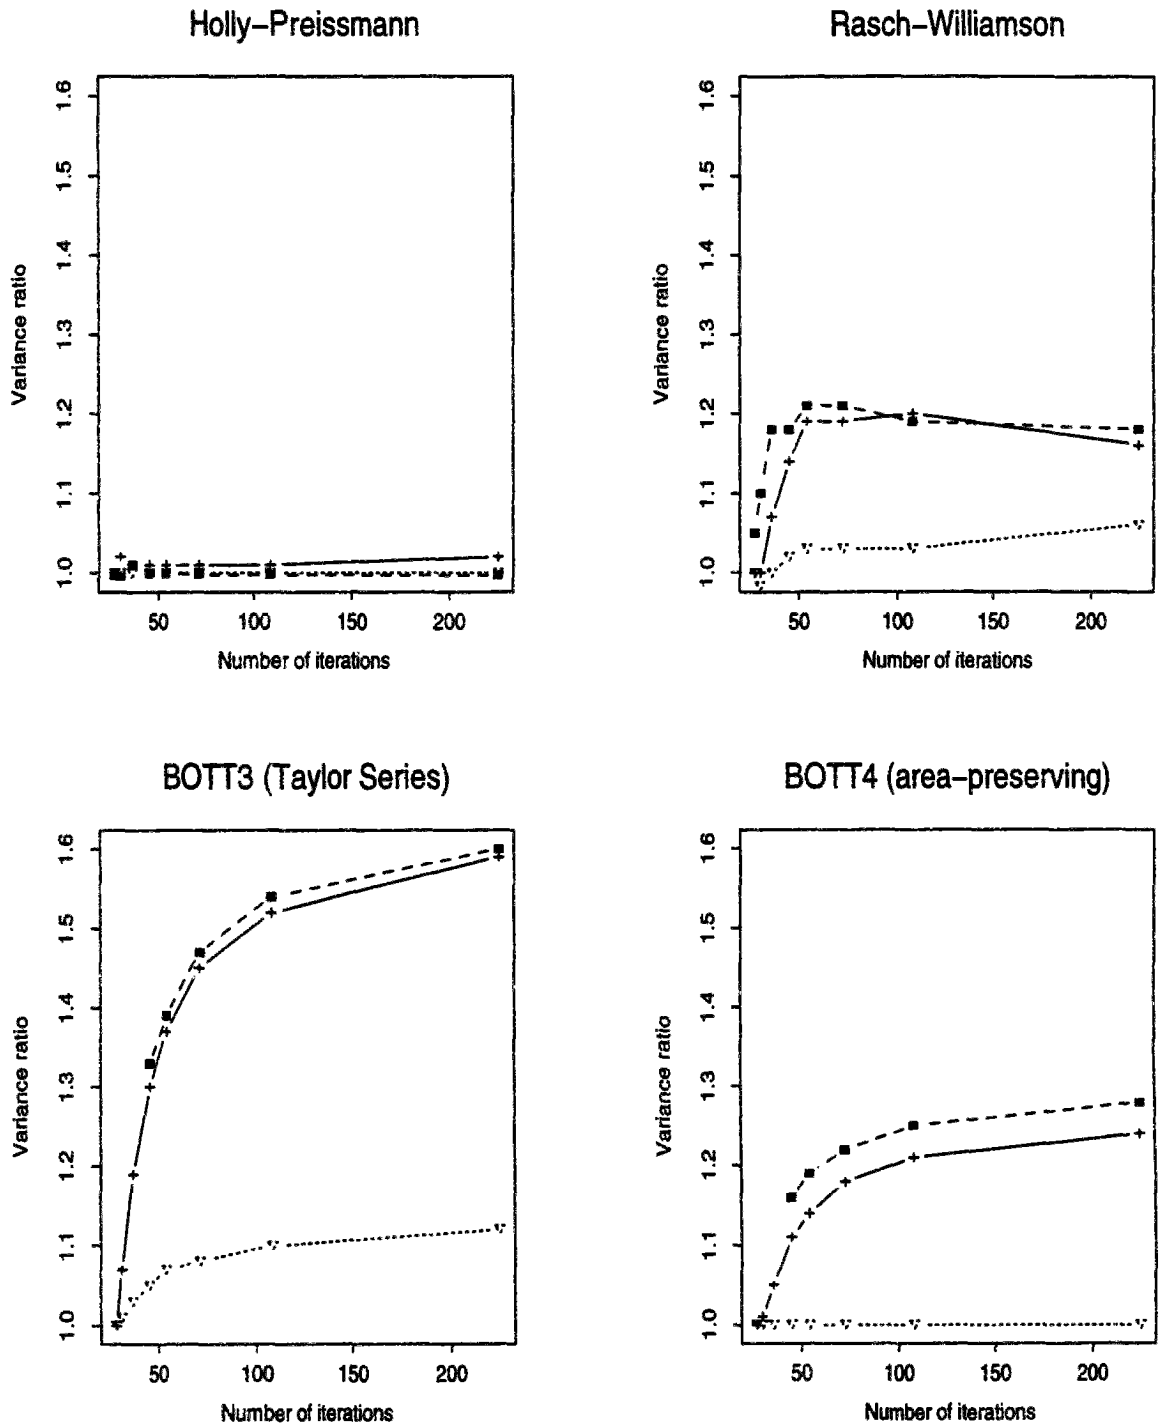 Holly-Preissmann
Rasch-Williamson
Variance ratio
1.0 1.1 1.2 1.3 1.4 1.5 1.6
50 100 150 200
Number of iterations
Variance ratio
1.0 1.1 1.2 1.3 1.4 1.5 1.6
50 100 150 200
Number of iterations
BOTT3 (Taylor Series)
BOTT4 (area-preserving)
Variance ratio
1.0 1.1 1.2 1.3 1.4 1.5 1.6
50 100 150 200
Number of iterations
Variance ratio
1.0 1.1 1.2 1.3 1.4 1.5 1.6
50 100 150 200
Number of iterations